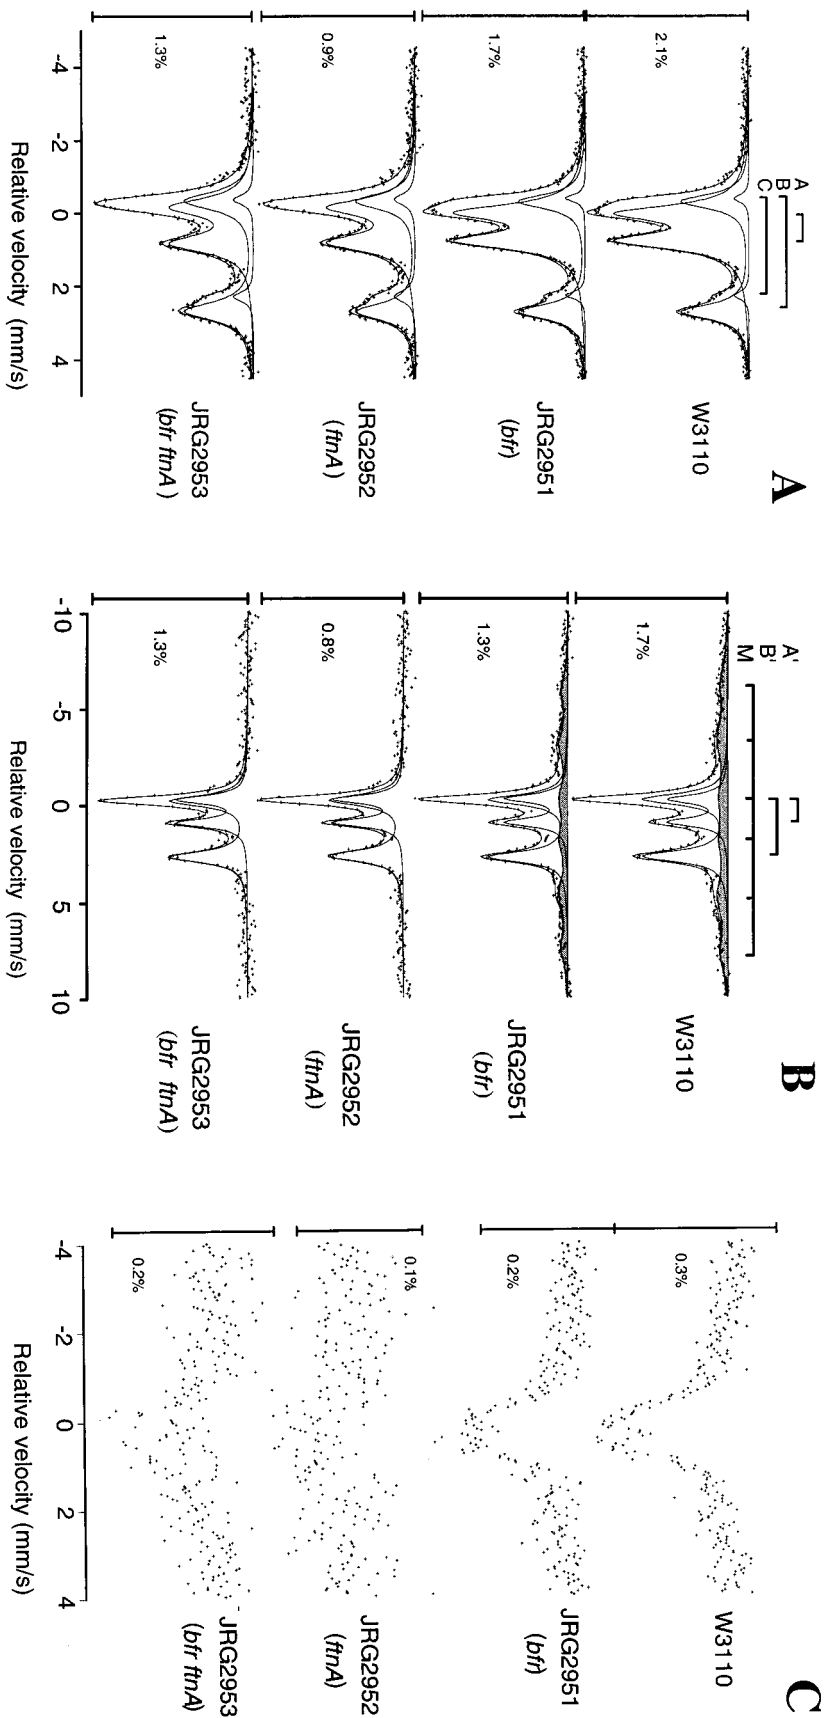 A
A
B
C
2.1%
W3110
1.7%
JRG2951
(bfr)
0.9%
JRG2952
(ftnA)
1.3%
JRG2953
(bfr ftnA)
-4 -2 0 2 4
Relative velocity (mm/s)
B
A'
B'
M
1.7%
W3110
1.3%
JRG2951
(bfr)
0.8%
JRG2952
(ftnA)
1.3%
JRG2953
(bfr ftnA)
-10 -5 0 5 10
Relative velocity (mm/s)
C
0.3%
W3110
0.2%
JRG2951
(bfr)
0.1%
JRG2952
(ftnA)
0.2%
JRG2953
(bfr ftnA)
-4 -2 0 2 4
Relative velocity (mm/s)